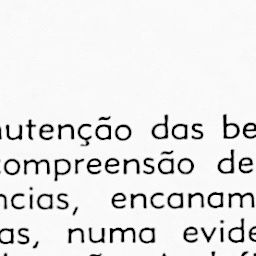 nutenção das be
compreensão de
ncias, encanam
as, numa evide